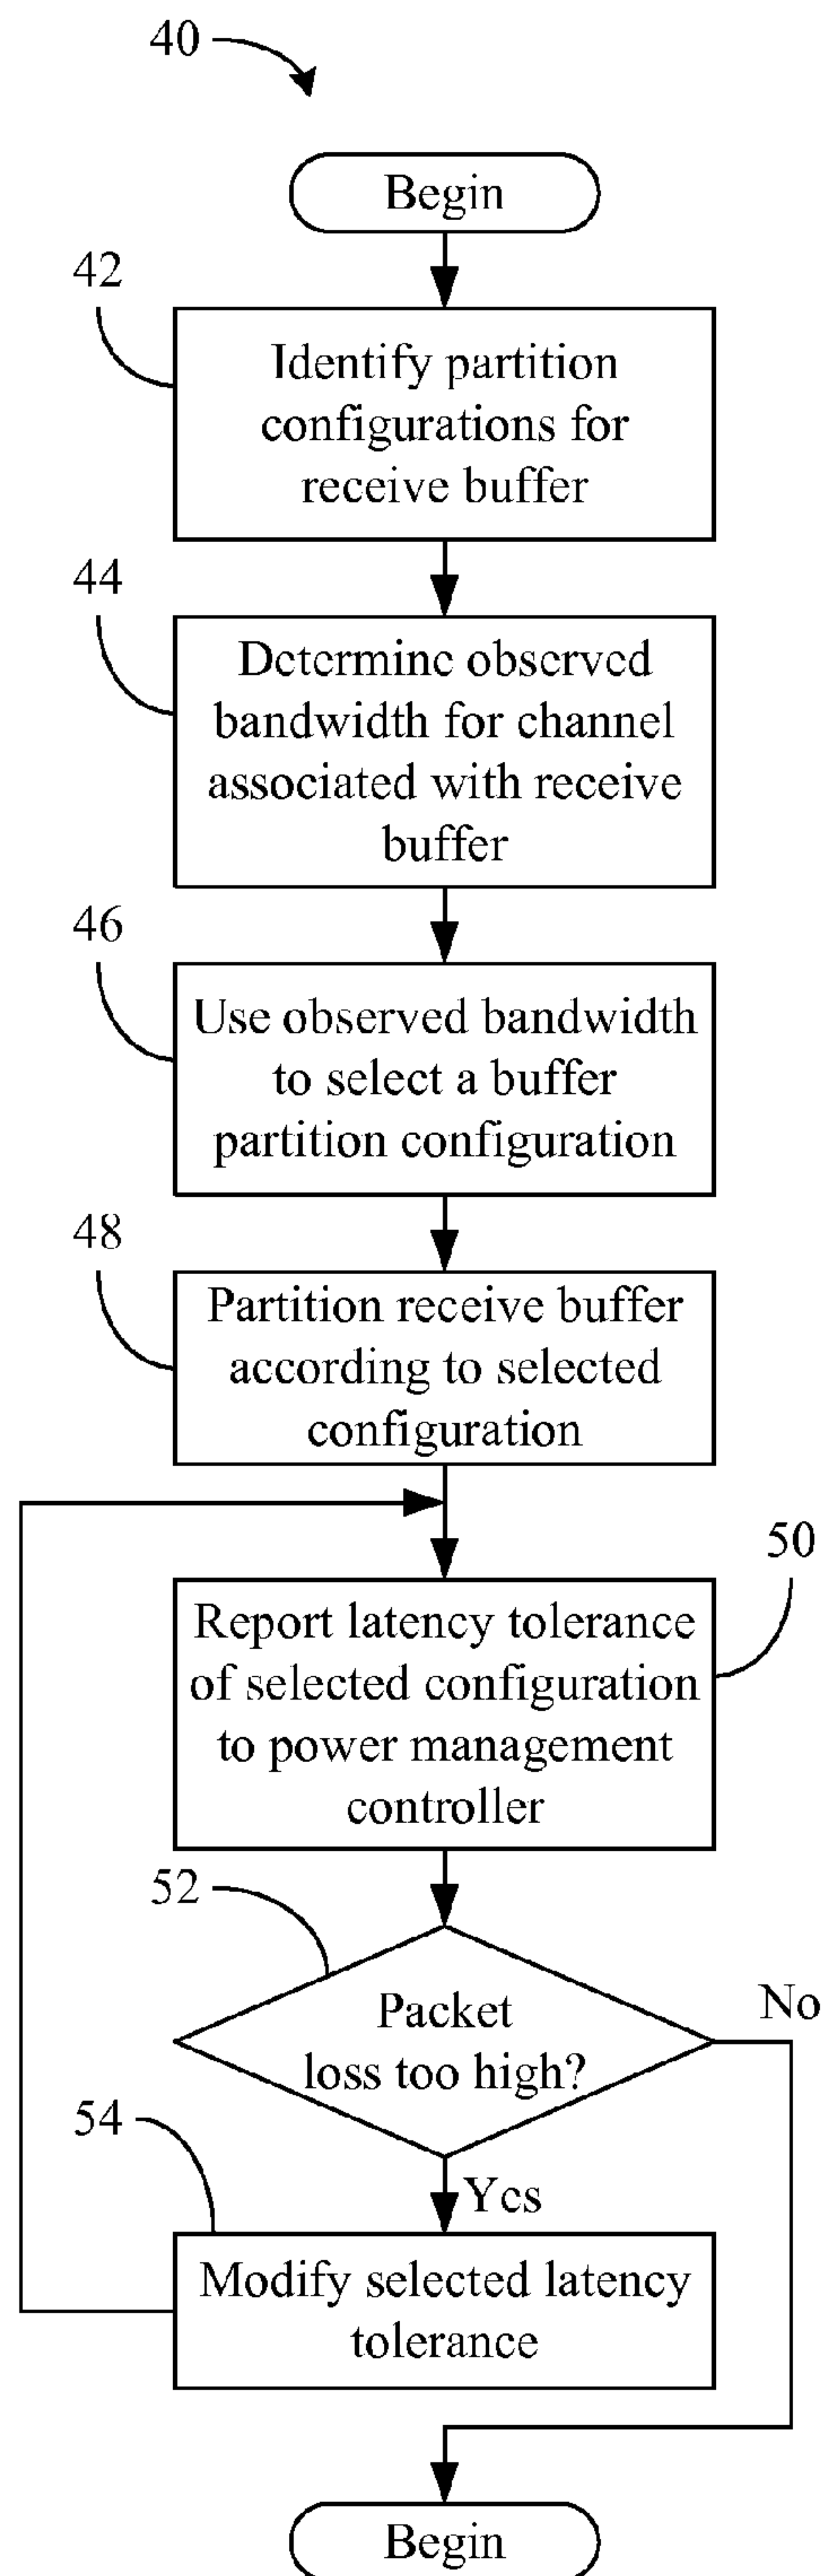 40
Begin
42
Identify partition
configurations for
receive buffer
44
Determine observed
bandwidth for channel
associated with receive
buffer
46
Use observed bandwidth
to select a buffer
partition configuration
48
Partition receive buffer
according to selected
configuration
50
Report latency tolerance
of selected configuration
to power management
controller
52
Packet
loss too high?
No
Yes
54
Modify selected latency
tolerance
Begin